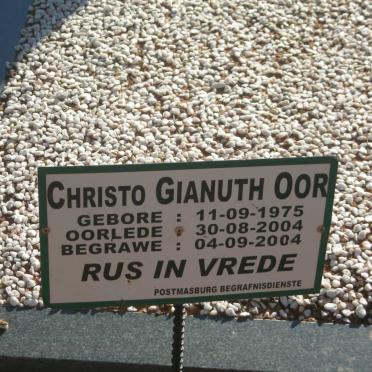 CHRISTO GIANUTH OOR
GEBORE : 11-09-1975
OORLEDE : 30-08-2004
BEGRAWE : 04-09-2004
RUS IN VREDE
POSTMASBURG BEGRAFNISDIENSTE